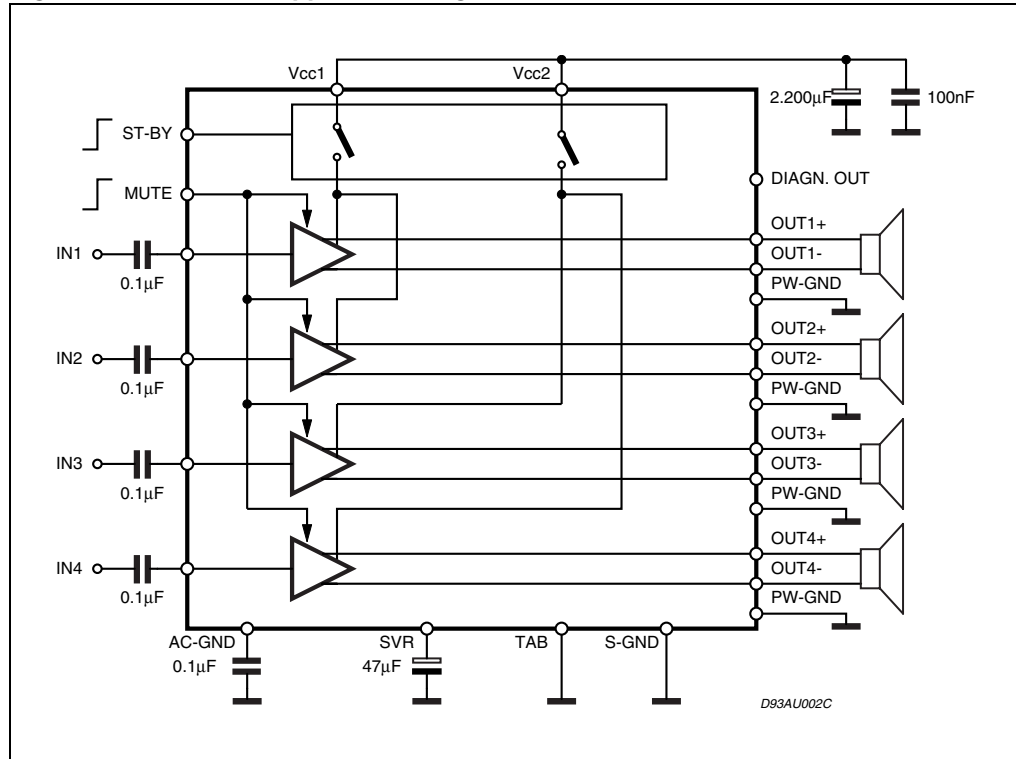 Vcc1
Vcc2
2.200µF
100nF
ST-BY
DIAGN. OUT
MUTE
OUT1+
IN1
OUT1-
0.1µF
PW-GND
OUT2+
IN2
OUT2-
0.1µF
PW-GND
OUT3+
IN3
OUT3-
0.1µF
PW-GND
OUT4+
IN4
OUT4-
0.1µF
PW-GND
AC-GND
SVR
TAB
S-GND
0.1µF
47µF
D93AU002C